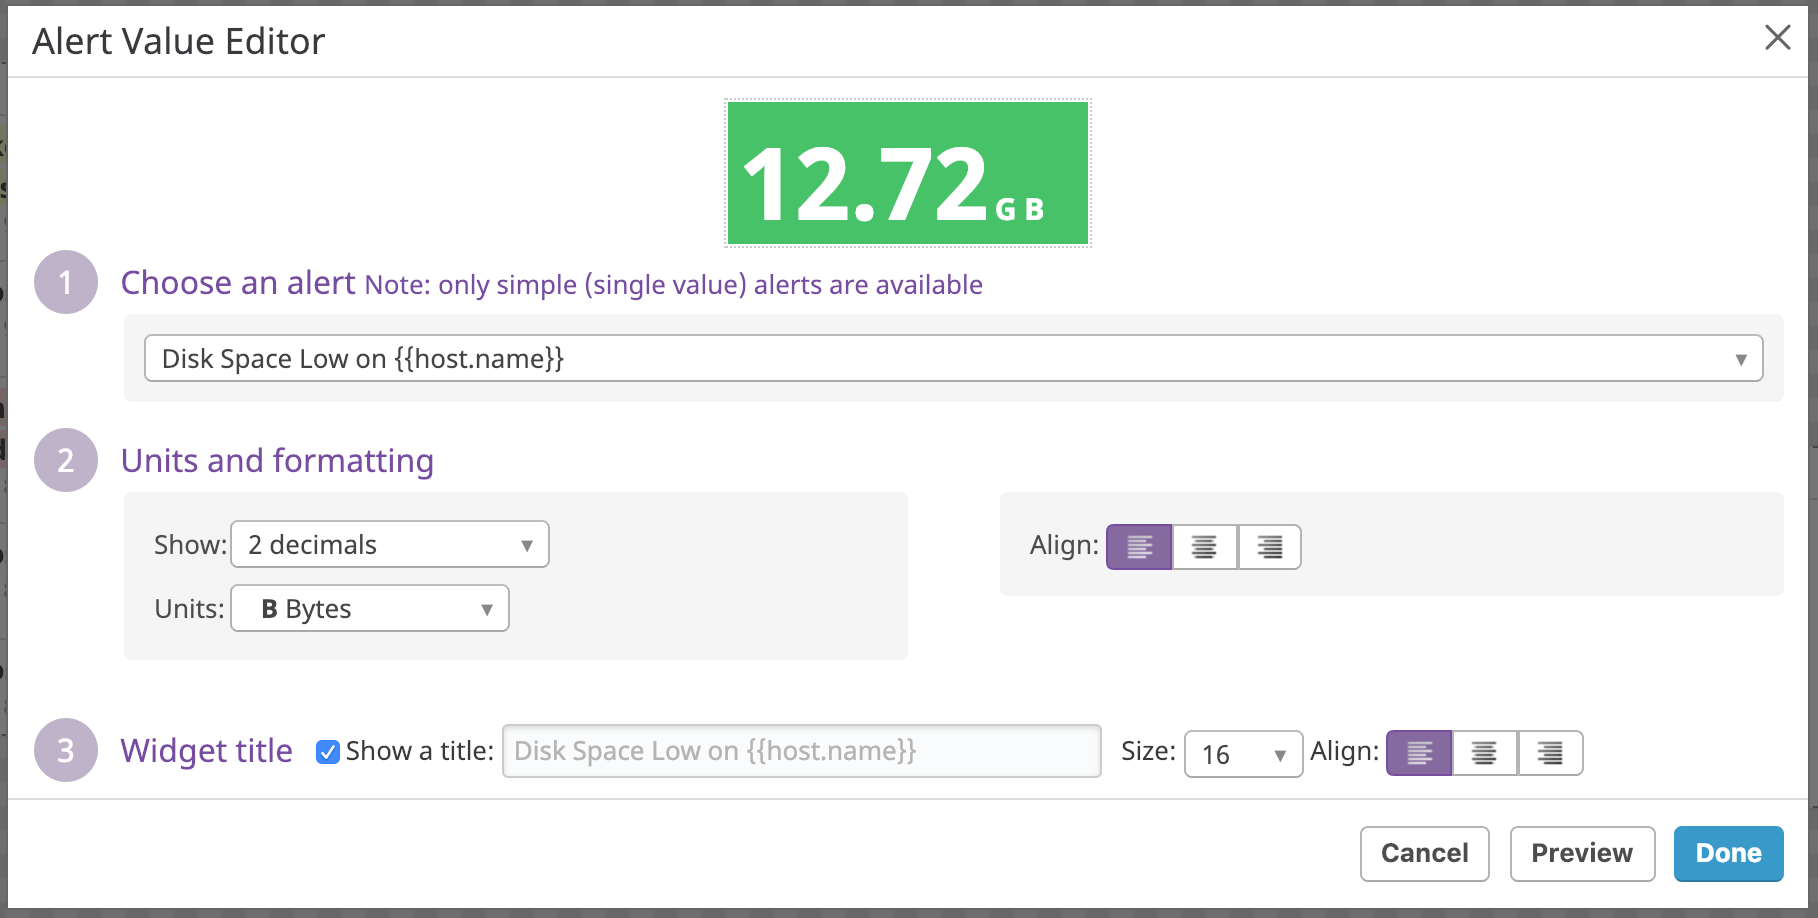 Alert Value Editor
12.72 GB
1 Choose an alert Note: only simple (single value) alerts are available
Disk Space Low on {{host.name}}
2 Units and formatting
Show: 2 decimals
Align:
Units: B Bytes
3 Widget title Show a title: Disk Space Low on {{host.name}} Size: 16 Align:
Cancel Preview Done